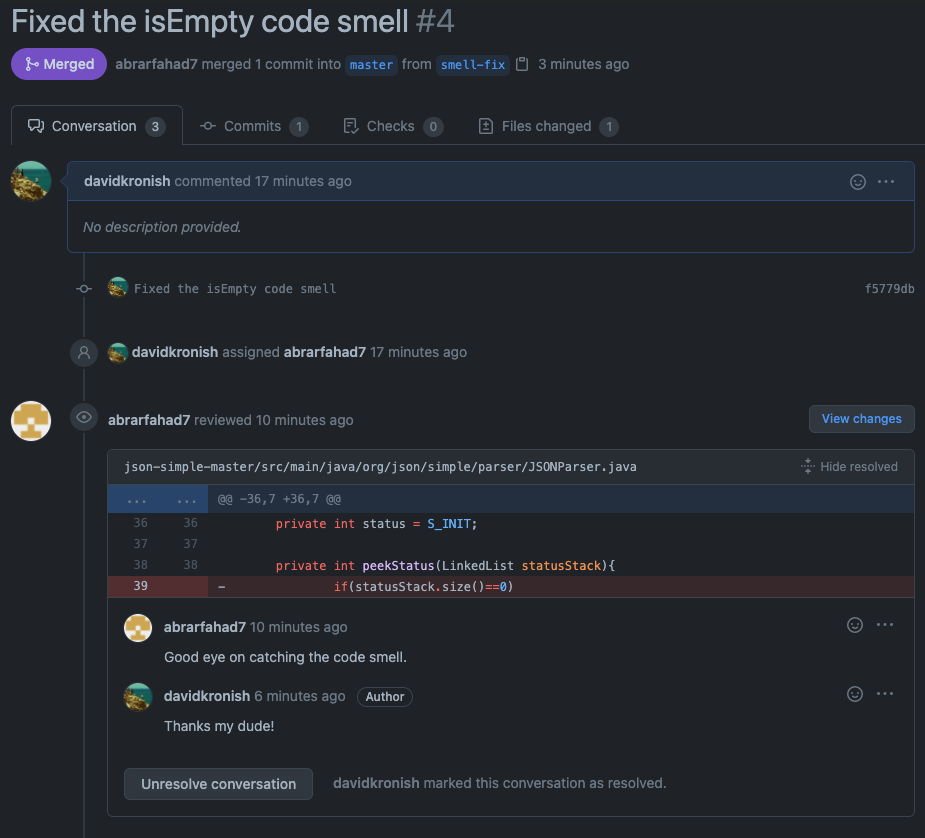 Fixed the isEmpty code smell #4
Merged abrarfahad7 merged 1 commit into master from smell-fix 3 minutes ago
Conversation 3 Commits 1 Checks 0 Files changed 1
davidkronish commented 17 minutes ago
No description provided.
Fixed the isEmpty code smell f5779db
davidkronish assigned abrarfahad7 17 minutes ago
abrarfahad7 reviewed 10 minutes ago View changes
json-simple-master/src/main/java/org/json/simple/parser/JSONParser.java Hide resolved
... ... @@ -36,7 +36,7 @@
36 36 private int status = S_INIT;
37 37
38 38 private int peekStatus(LinkedList statusStack){
39 - if(statusStack.size()==0)
abrarfahad7 10 minutes ago
Good eye on catching the code smell.
davidkronish 6 minutes ago Author
Thanks my dude!
Unresolve conversation davidkronish marked this conversation as resolved.